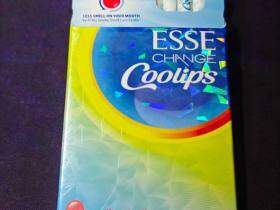 LESS SMELL ON YOUR MOUTH
ESSE
CHANGE
Coolips